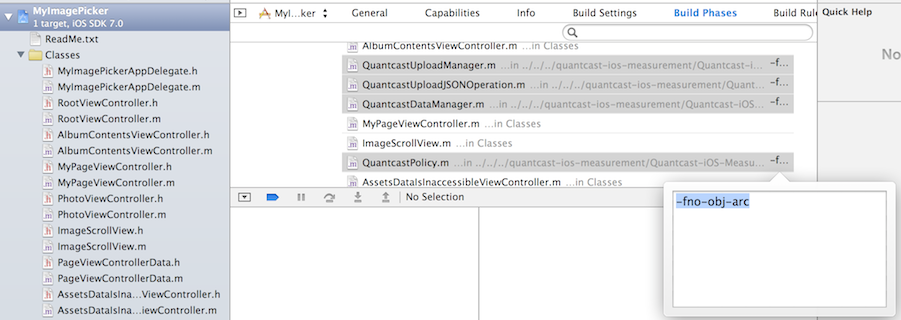 MyImagePicker
1 target, iOS SDK 7.0
ReadMe.txt
Classes
MyImagePickerAppDelegate.h
MyImagePickerAppDelegate.m
RootViewController.h
RootViewController.m
AlbumContentsViewController.h
AlbumContentsViewController.m
MyPageViewController.h
MyPageViewController.m
PhotoViewController.h
PhotoViewController.m
ImageScrollView.h
ImageScrollView.m
PageViewControllerData.h
PageViewControllerData.m
AssetsDataIsIna...ViewController.h
AssetsDataIsIna...iewController.m
MyI...ker
General
Capabilities
Info
Build Settings
Build Phases
Build Rule
AlbumContentsViewController.m ...in Classes
QuantcastUploadManager.m ...in ../../../quantcast-ios-measurement/Quantcast-i... -f...
QuantcastUploadJSONOperation.m ...in ../../../quantcast-ios-measurement/Quant... -f...
QuantcastDataManager.m ...in ../../../quantcast-ios-measurement/Quantcast-iOS... -f...
MyPageViewController.m ...in Classes
ImageScrollView.m ...in Classes
QuantcastPolicy.m ...in ../../../quantcast-ios-measurement/Quantcast-iOS-Measu... -f...
AssetsDataIsInaccessibleViewController.m ...in Classes
No Selection
-fno-obj-arc
Quick Help
No